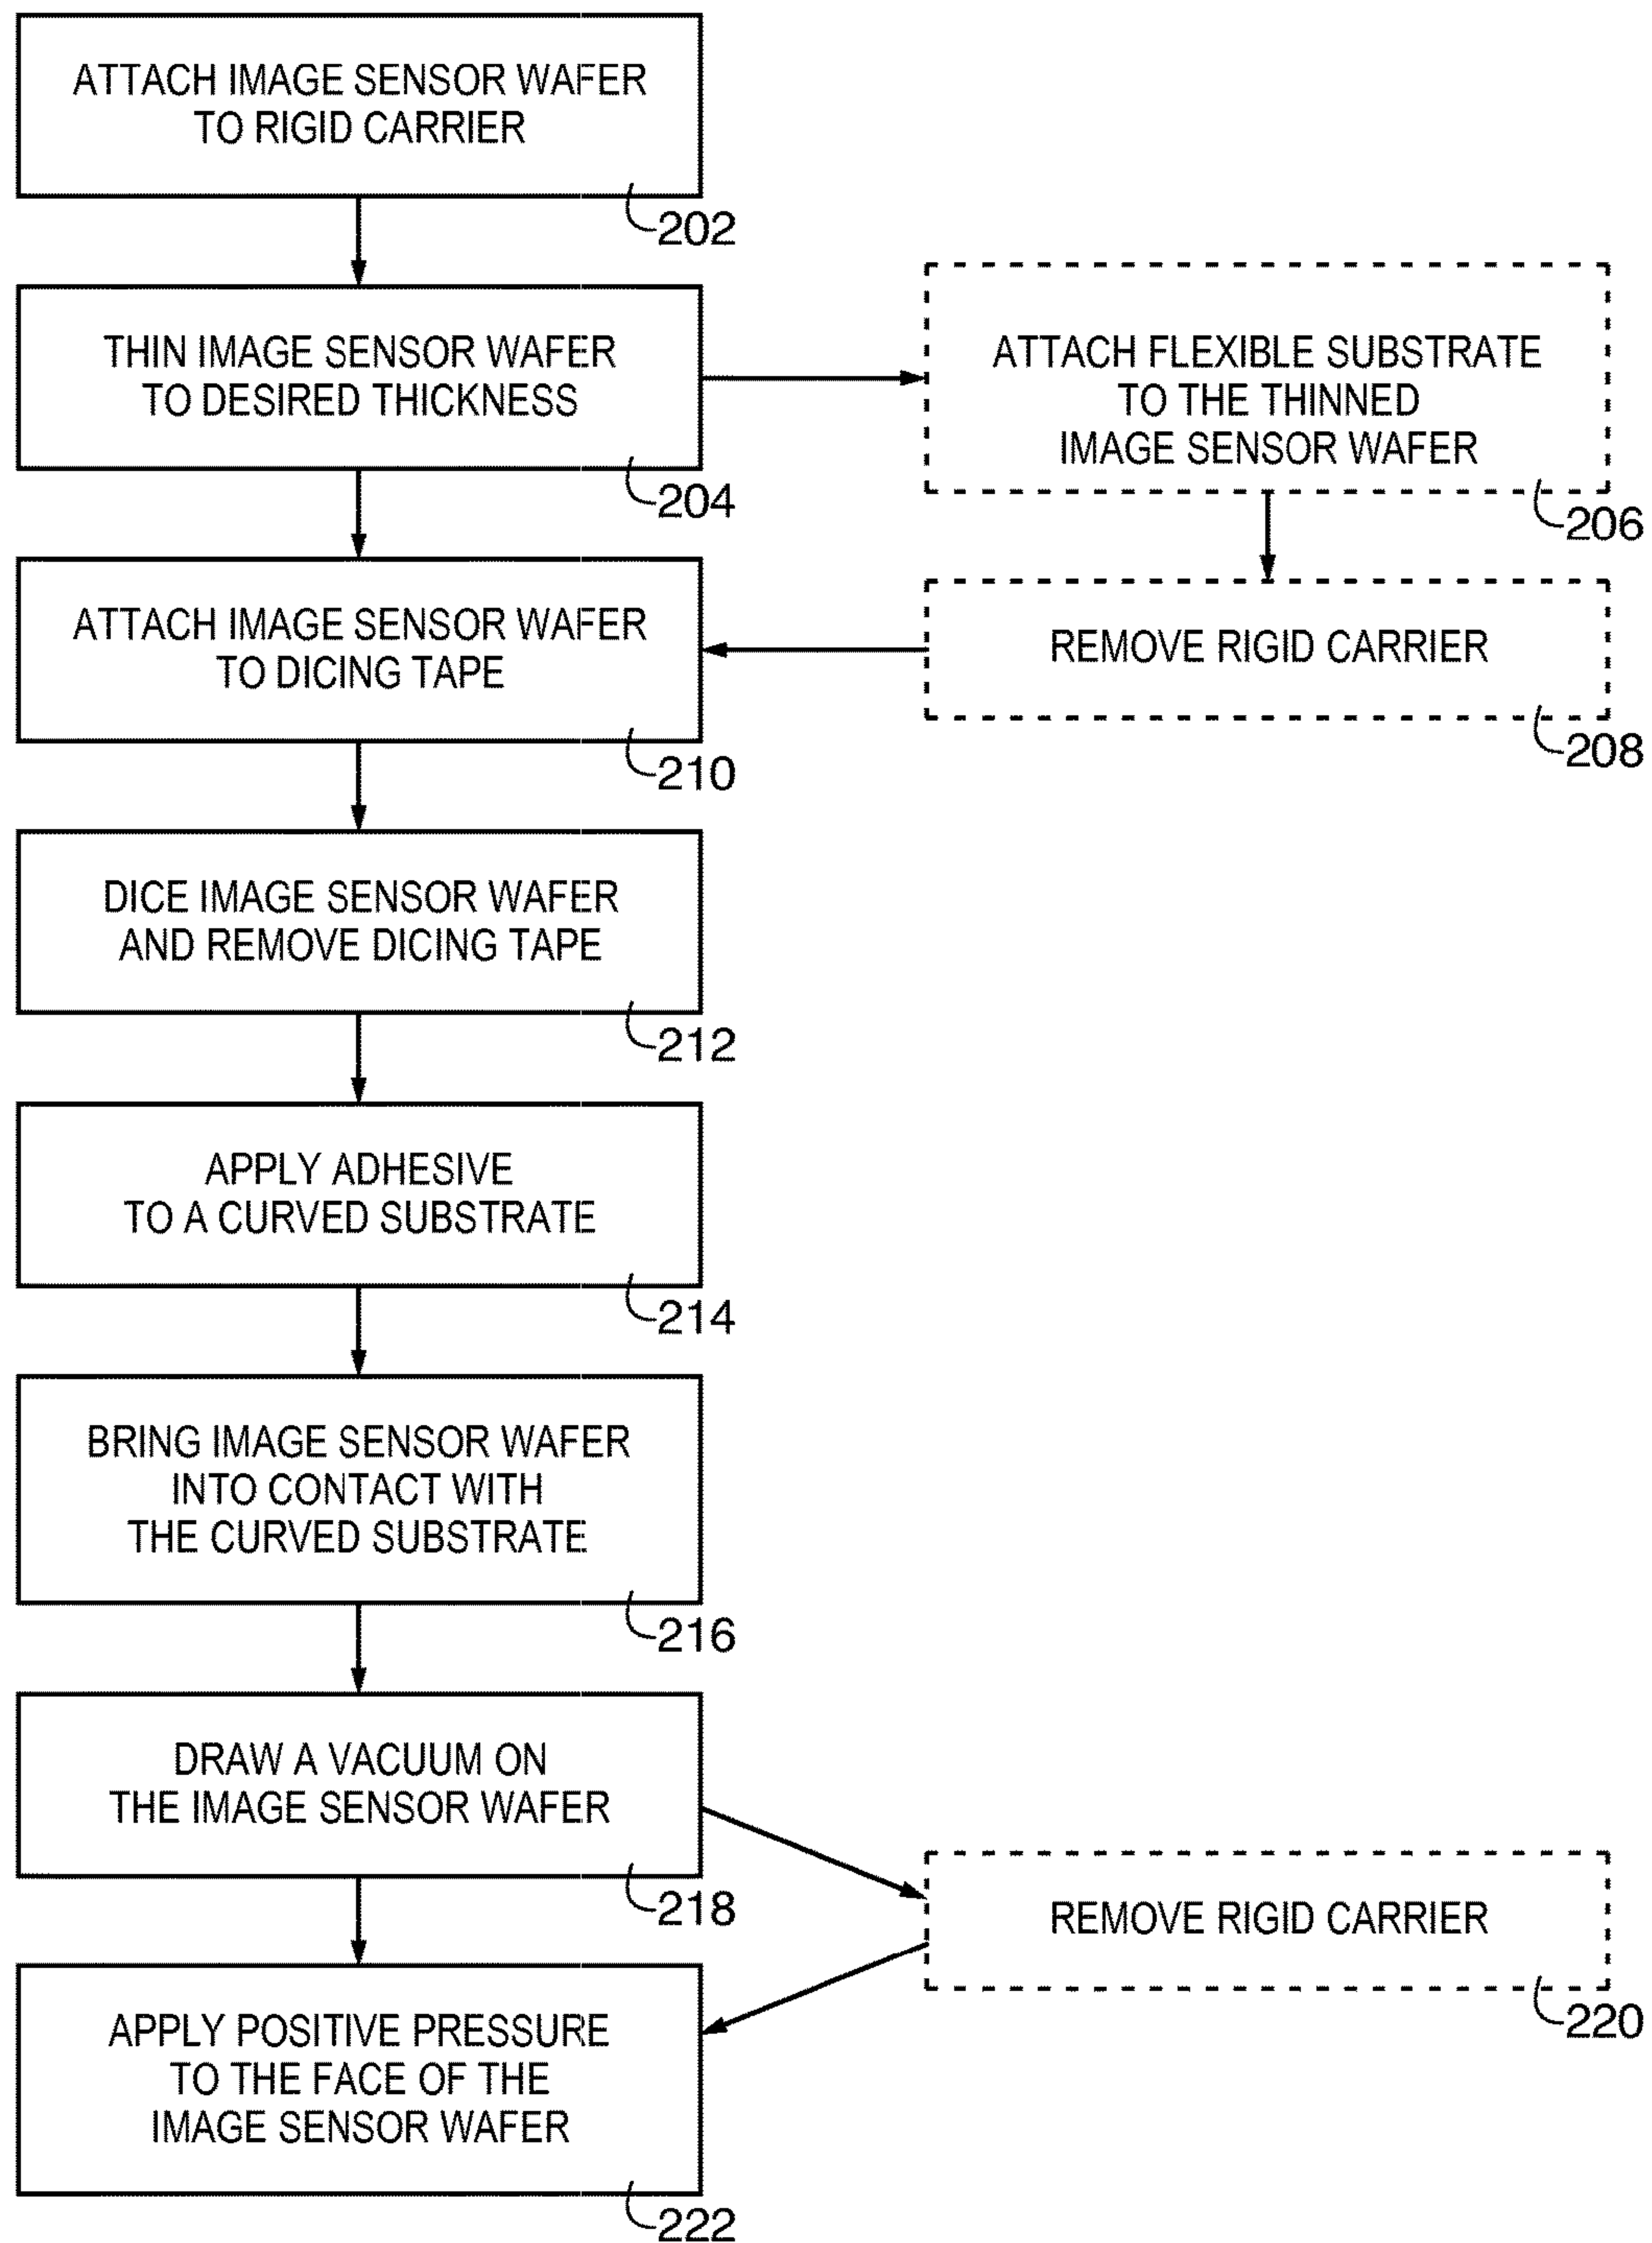 ATTACH IMAGE SENSOR WAFER
TO RIGID CARRIER
202
THIN IMAGE SENSOR WAFER
TO DESIRED THICKNESS
204
ATTACH FLEXIBLE SUBSTRATE
TO THE THINNED
IMAGE SENSOR WAFER
206
REMOVE RIGID CARRIER
208
ATTACH IMAGE SENSOR WAFER
TO DICING TAPE
210
DICE IMAGE SENSOR WAFER
AND REMOVE DICING TAPE
212
APPLY ADHESIVE
TO A CURVED SUBSTRATE
214
BRING IMAGE SENSOR WAFER
INTO CONTACT WITH
THE CURVED SUBSTRATE
216
DRAW A VACUUM ON
THE IMAGE SENSOR WAFER
218
REMOVE RIGID CARRIER
220
APPLY POSITIVE PRESSURE
TO THE FACE OF THE
IMAGE SENSOR WAFER
222